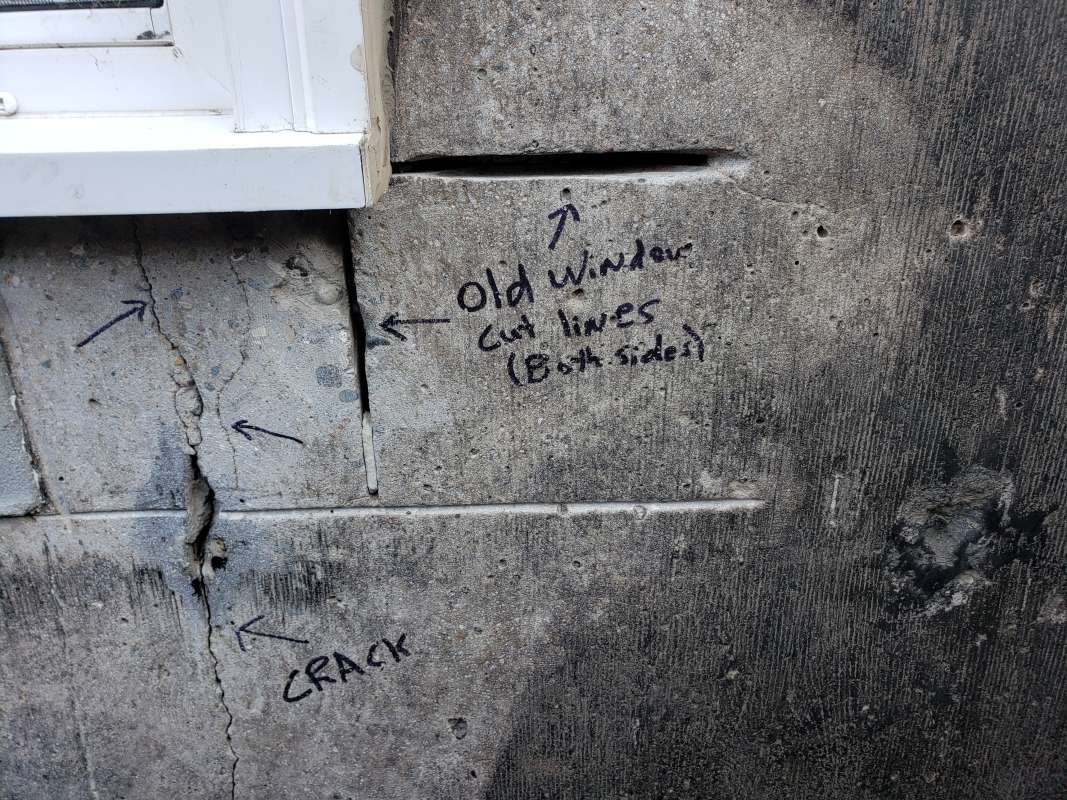 Old Window
cut lines
(Both sides)
CRACK